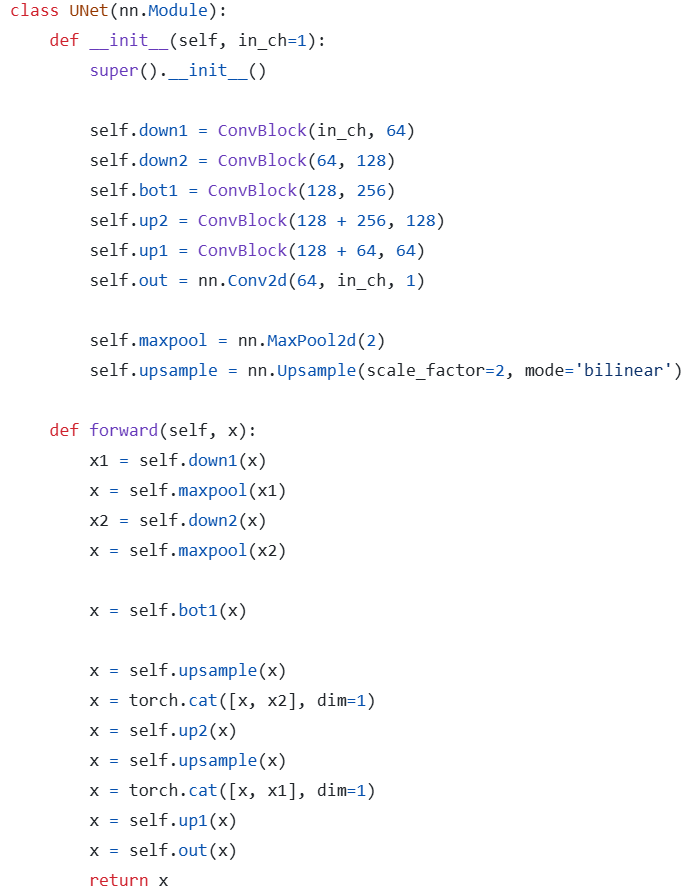 class UNet(nn.Module):
    def __init__(self, in_ch=1):
        super().__init__()

        self.down1 = ConvBlock(in_ch, 64)
        self.down2 = ConvBlock(64, 128)
        self.bot1 = ConvBlock(128, 256)
        self.up2 = ConvBlock(128 + 256, 128)
        self.up1 = ConvBlock(128 + 64, 64)
        self.out = nn.Conv2d(64, in_ch, 1)

        self.maxpool = nn.MaxPool2d(2)
        self.upsample = nn.Upsample(scale_factor=2, mode='bilinear')

    def forward(self, x):
        x1 = self.down1(x)
        x = self.maxpool(x1)
        x2 = self.down2(x)
        x = self.maxpool(x2)

        x = self.bot1(x)

        x = self.upsample(x)
        x = torch.cat([x, x2], dim=1)
        x = self.up2(x)
        x = self.upsample(x)
        x = torch.cat([x, x1], dim=1)
        x = self.up1(x)
        x = self.out(x)
        return x